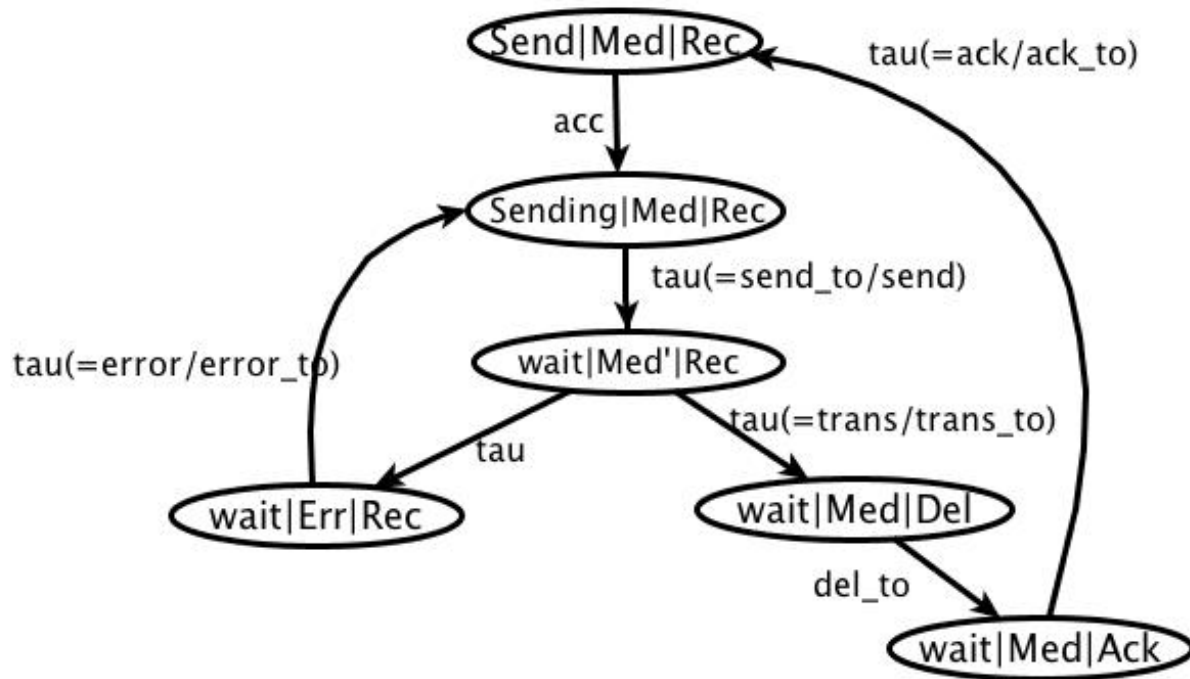 Send|Med|Rec
tau(=ack/ack_to)
acc
Sending|Med|Rec
tau(=send_to/send)
wait|Med'|Rec
tau(=error/error_to)
tau(=trans/trans_to)
tau
wait|Err|Rec
wait|Med|Del
del_to
wait|Med|Ack